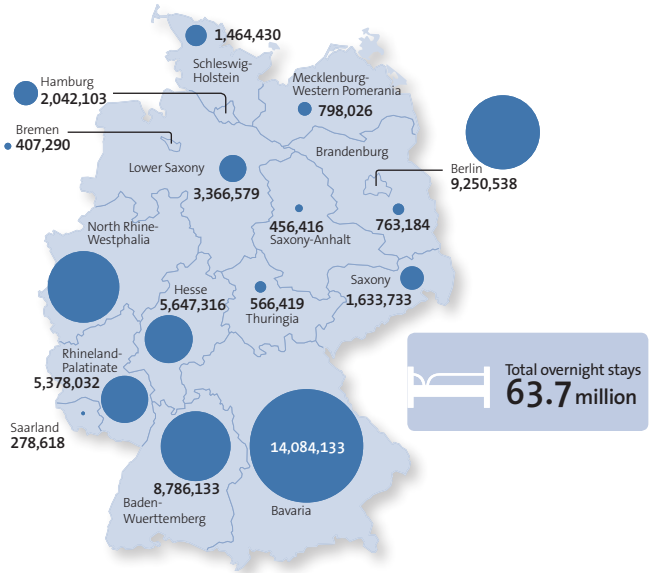 1,464,430
Schleswig-
Holstein
Hamburg
2,042,103
Mecklenburg-
Western Pomerania
798,026
Bremen
407,290
Lower Saxony
3,366,579
Brandenburg
Berlin
9,250,538
763,184
456,416
Saxony-Anhalt
North Rhine-
Westphalia
Hesse
5,647,316
566,419
Thuringia
Saxony
1,633,733
Rhineland-
Palatinate
5,378,032
Saarland
278,618
Total overnight stays
63.7 million
14,084,133
Bavaria
8,786,133
Baden-
Wuerttemberg